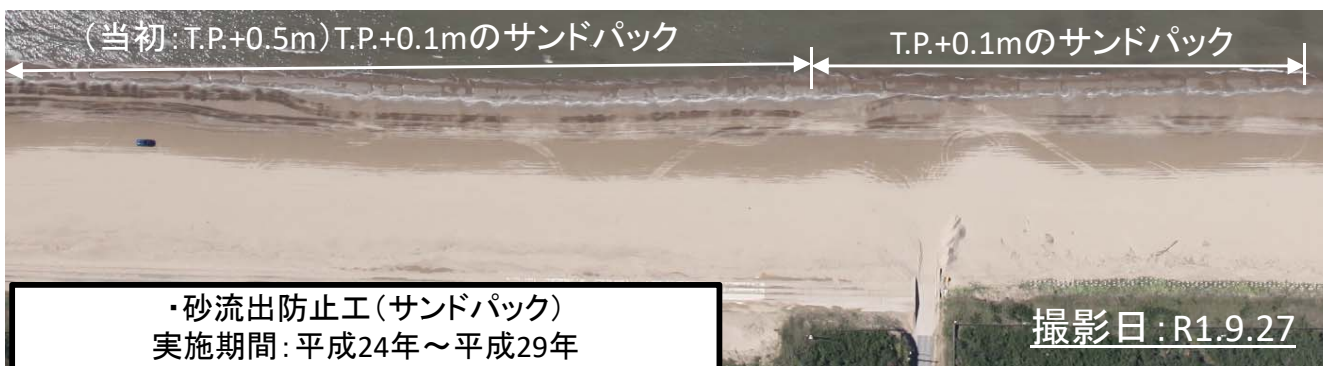 (当初:T.P.+0.5m)T.P.+0.1mのサンドパック
T.P.+0.1mのサンドパック
・砂流出防止工(サンドパック)
実施期間:平成24年~平成29年
撮影日:R1.9.27